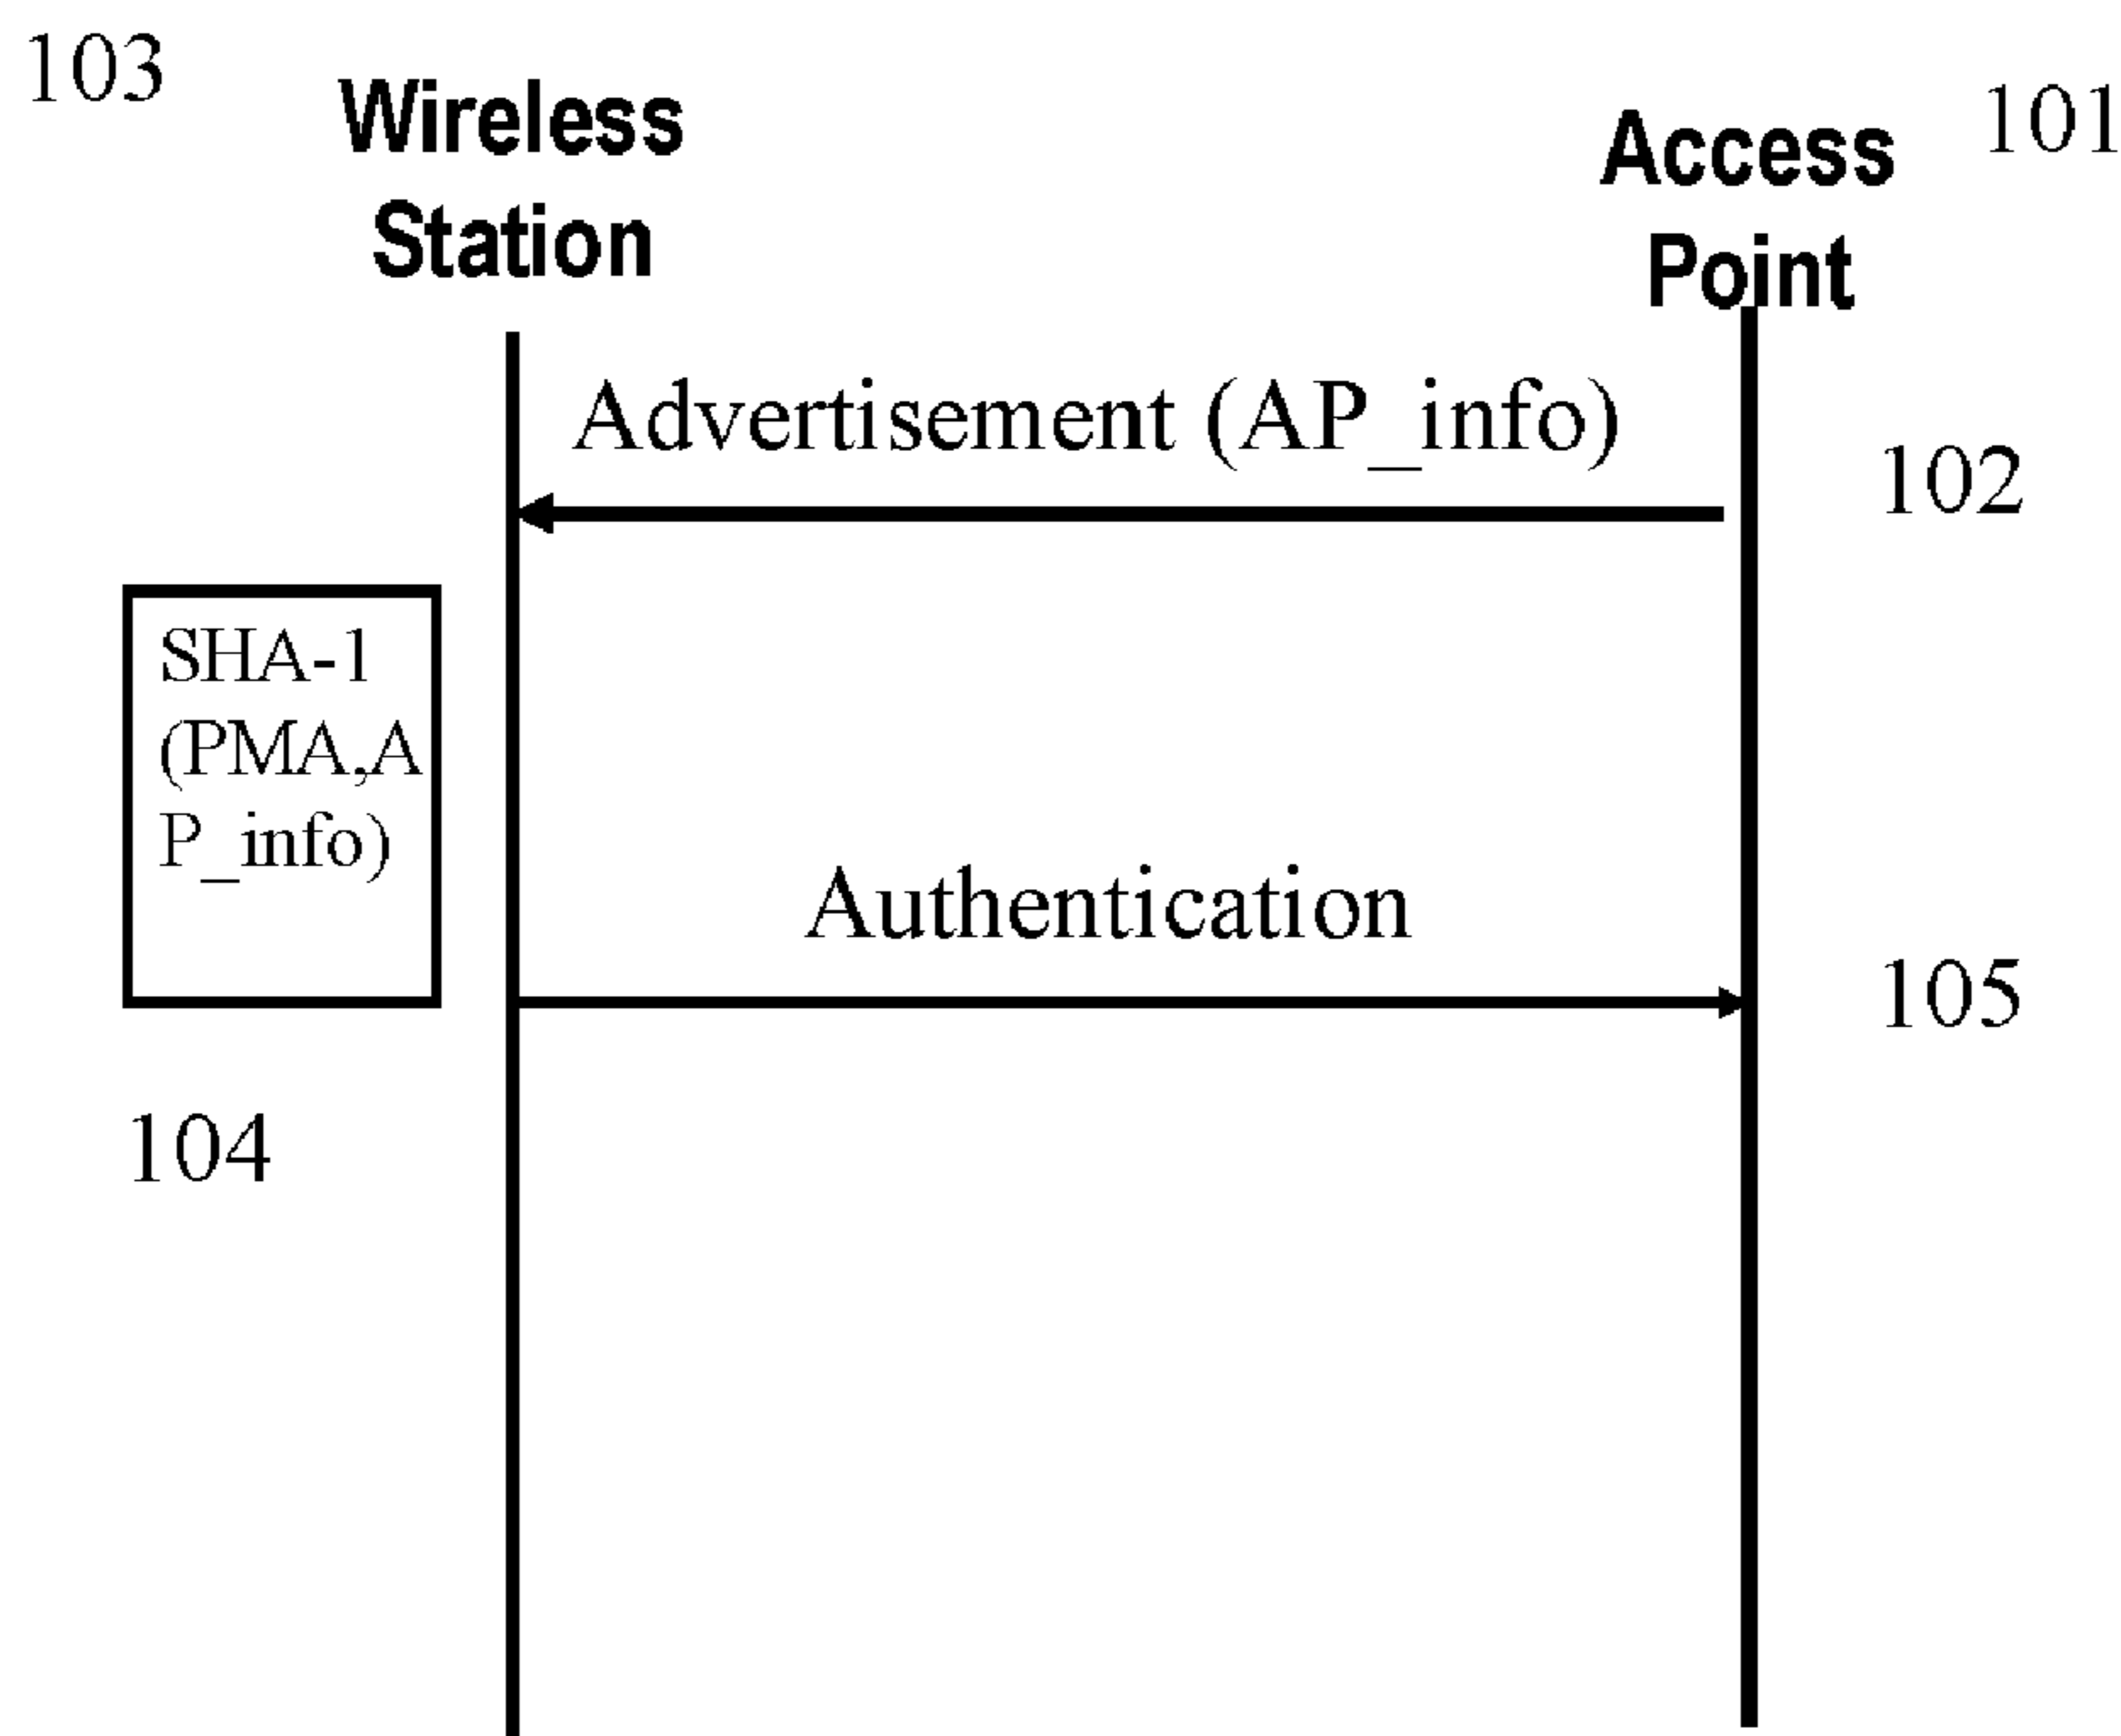 103
Wireless
Station
Access
Point
101
Advertisement (AP_info)
102
SHA-1
(PMA,A
P_info)
Authentication
105
104